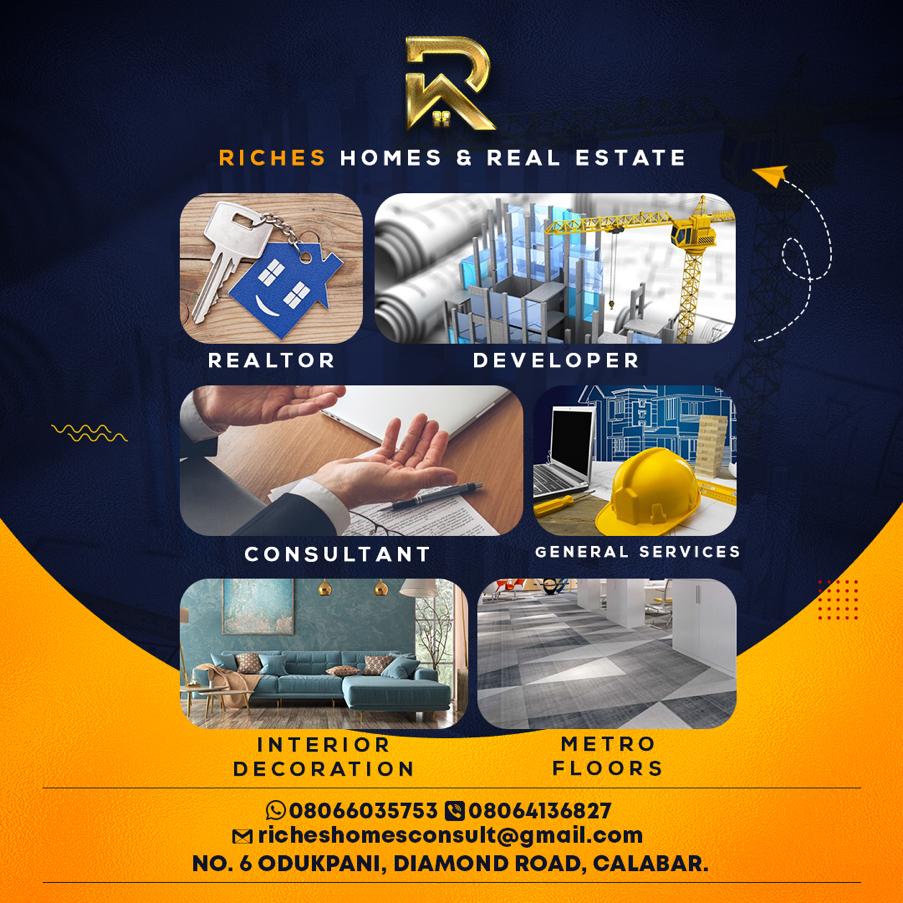 RICHES HOMES & REAL ESTATE
REALTOR
DEVELOPER
CONSULTANT
GENERAL SERVICES
INTERIOR
DECORATION
METRO
FLOORS
08066035753 08064136827
richeshomesconsult@gmail.com
NO. 6 ODUKPANI, DIAMOND ROAD, CALABAR.